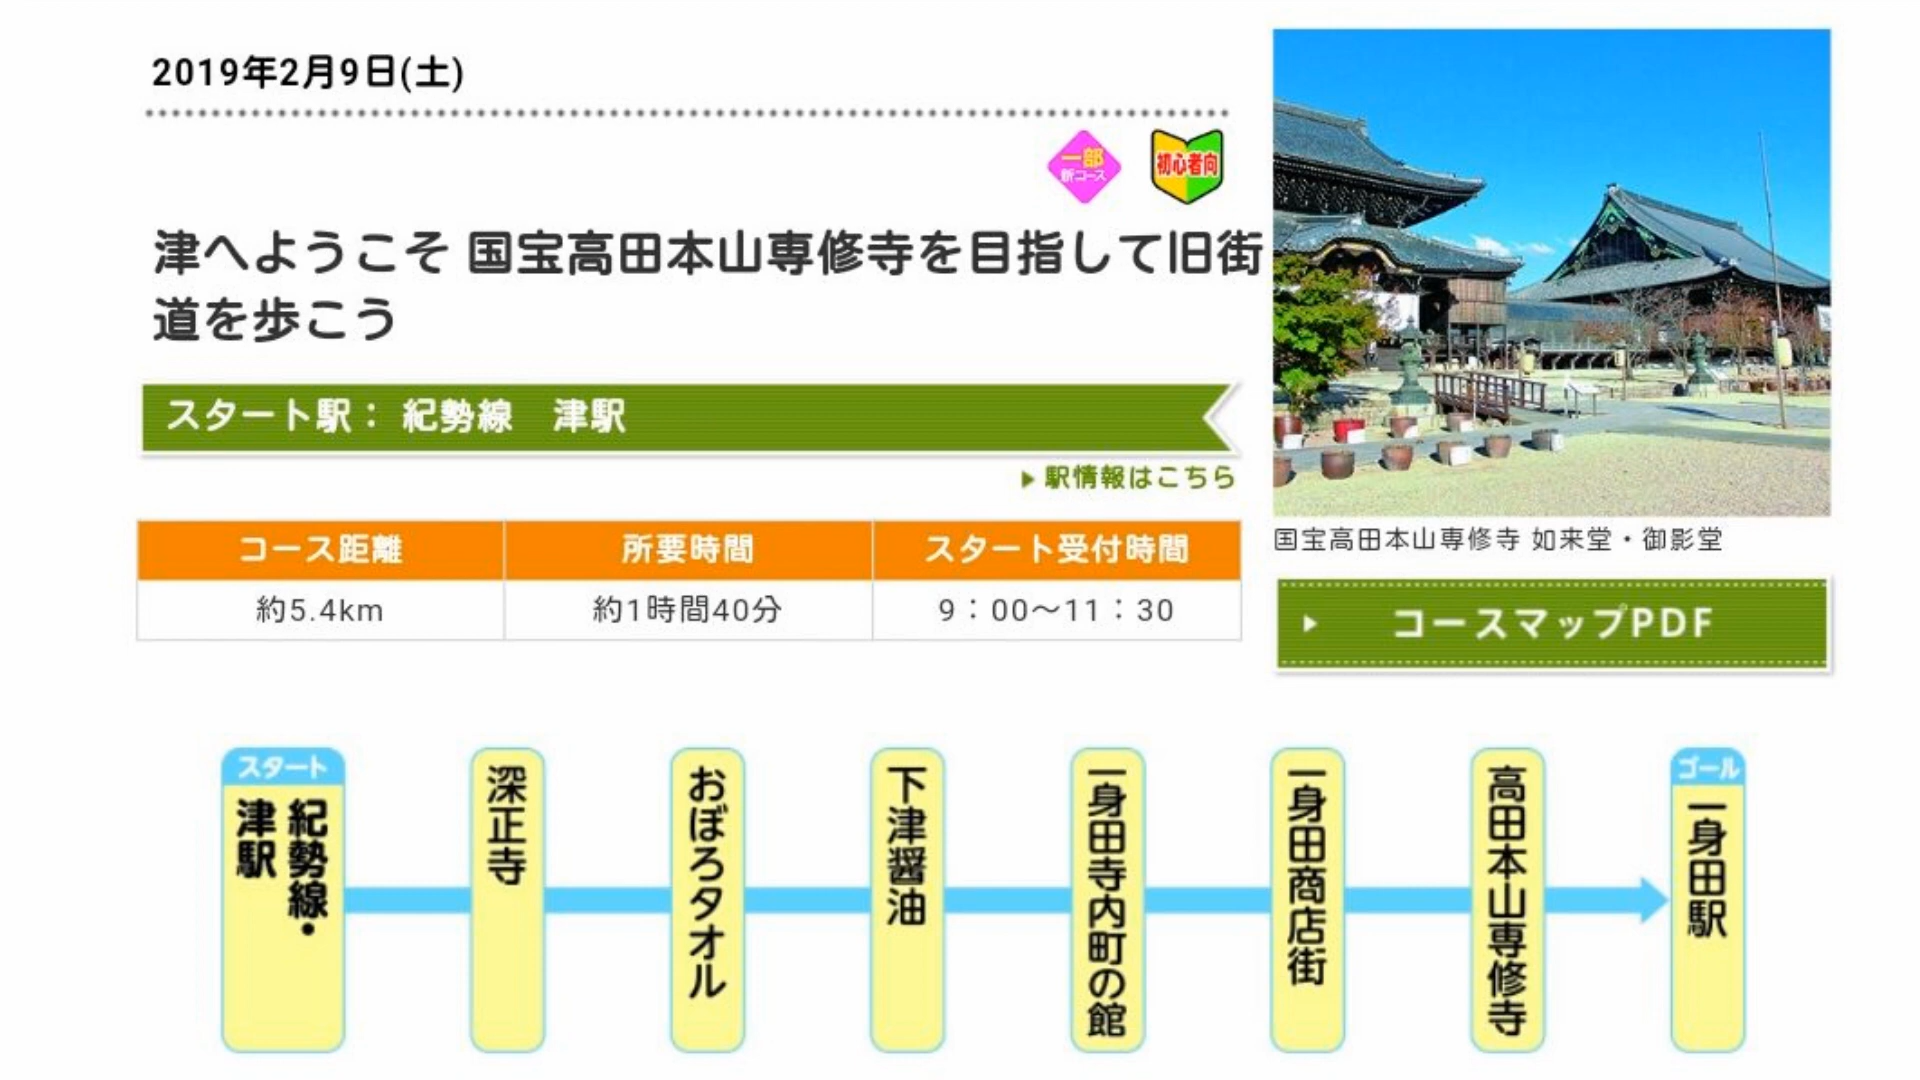 2019年2月9日(土)
一部
新コース
初心者向
津へようこそ 国宝高田本山専修寺を目指して旧街
道を歩こう
スタート駅： 紀勢線　津駅
駅情報はこちら
コース距離 所要時間 スタート受付時間
約5.4km 約1時間40分 9：00〜11：30
国宝高田本山専修寺 如来堂・御影堂
コースマップPDF
スタート
紀勢線・
津駅
深正寺
おぼろタオル
下津醤油
一身田寺内町の館
一身田商店街
高田本山専修寺
ゴール
一身田駅